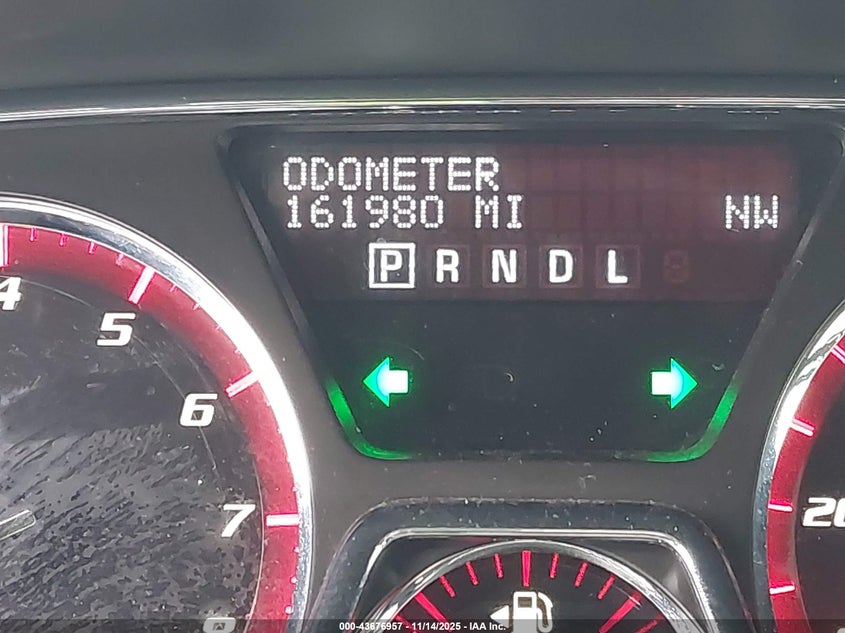 ODOMETER
161980 MI NW
P R N D L
4
5
6
7
20
000-43676957 - 11/14/2025 - IAA Inc.